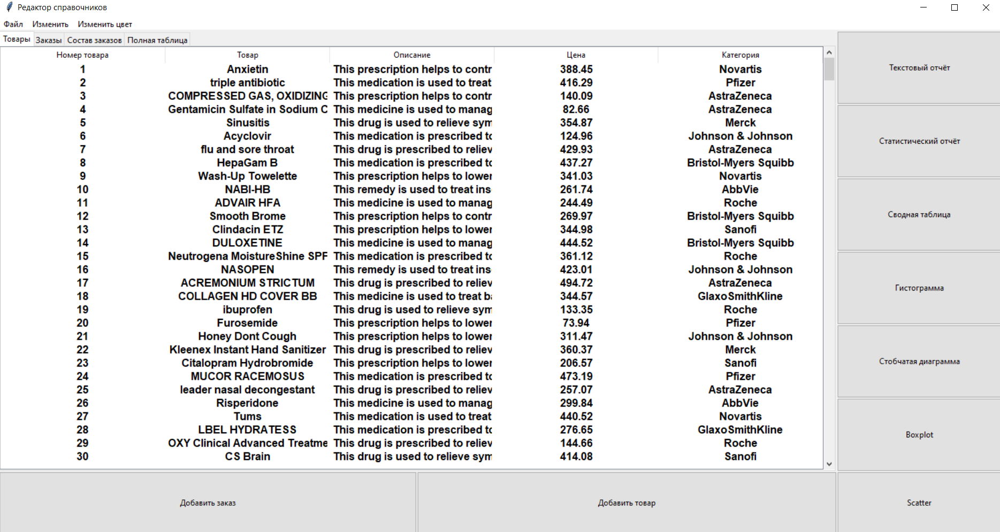 Редактор справочников
Файл Изменить Изменить цвет
Товары Заказы Состав заказов Полная таблица
Номер товара Товар Описание Цена Категория
1 Anxietin This prescription helps to contr 388.45 Novartis
2 triple antibiotic This medication is used to treat 416.29 Pfizer
3 COMPRESSED GAS, OXIDIZING This prescription helps to contr 140.09 AstraZeneca
4 Gentamicin Sulfate in Sodium C This medicine is used to manag 82.66 AstraZeneca
5 Sinusitis This drug is used to relieve sym 354.87 Merck
6 Acyclovir This medication is prescribed to 124.96 Johnson & Johnson
7 flu and sore throat This drug is prescribed to reliev 429.93 AstraZeneca
8 HepaGam B This medication is prescribed to 437.27 Bristol-Myers Squibb
9 Wash-Up Towelette This prescription helps to lower 341.03 Novartis
10 NABI-HB This remedy is used to treat ins 261.74 AbbVie
11 ADVAIR HFA This medicine is used to manag 244.49 Roche
12 Smooth Brome This prescription helps to contr 269.97 Bristol-Myers Squibb
13 Clindacin ETZ This prescription helps to lower 344.98 Sanofi
14 DULOXETINE This medicine is used to manag 444.52 Bristol-Myers Squibb
15 Neutrogena MoistureShine SPF This medication is prescribed to 361.12 Roche
16 NASOPEN This remedy is used to treat ins 423.01 Johnson & Johnson
17 ACREMONIUM STRICTUM This drug is prescribed to reliev 494.72 AstraZeneca
18 COLLAGEN HD COVER BB This medicine is used to treat ba 344.57 GlaxoSmithKline
19 ibuprofen This drug is used to relieve sym 133.35 Roche
20 Furosemide This prescription helps to lower 73.94 Pfizer
21 Honey Dont Cough This prescription helps to lower 311.47 Johnson & Johnson
22 Kleenex Instant Hand Sanitizer This drug is prescribed to reliev 360.37 Merck
23 Citalopram Hydrobromide This prescription helps to lower 206.57 Sanofi
24 MUCOR RACEMOSUS This medication is prescribed to 473.19 Pfizer
25 leader nasal decongestant This drug is prescribed to reliev 257.07 AstraZeneca
26 Risperidone This medicine is used to manag 299.84 AbbVie
27 Tums This medication is used to treat 440.52 Novartis
28 LBEL HYDRATESS This medication is prescribed to 276.65 GlaxoSmithKline
29 OXY Clinical Advanced Treatme This drug is prescribed to reliev 144.66 Roche
30 CS Brain This drug is used to relieve sym 414.08 Sanofi
Текстовый отчёт
Статистический отчёт
Сводная таблица
Гистограмма
Стобчатая диаграмма
Boxplot
Добавить заказ Добавить товар Scatter